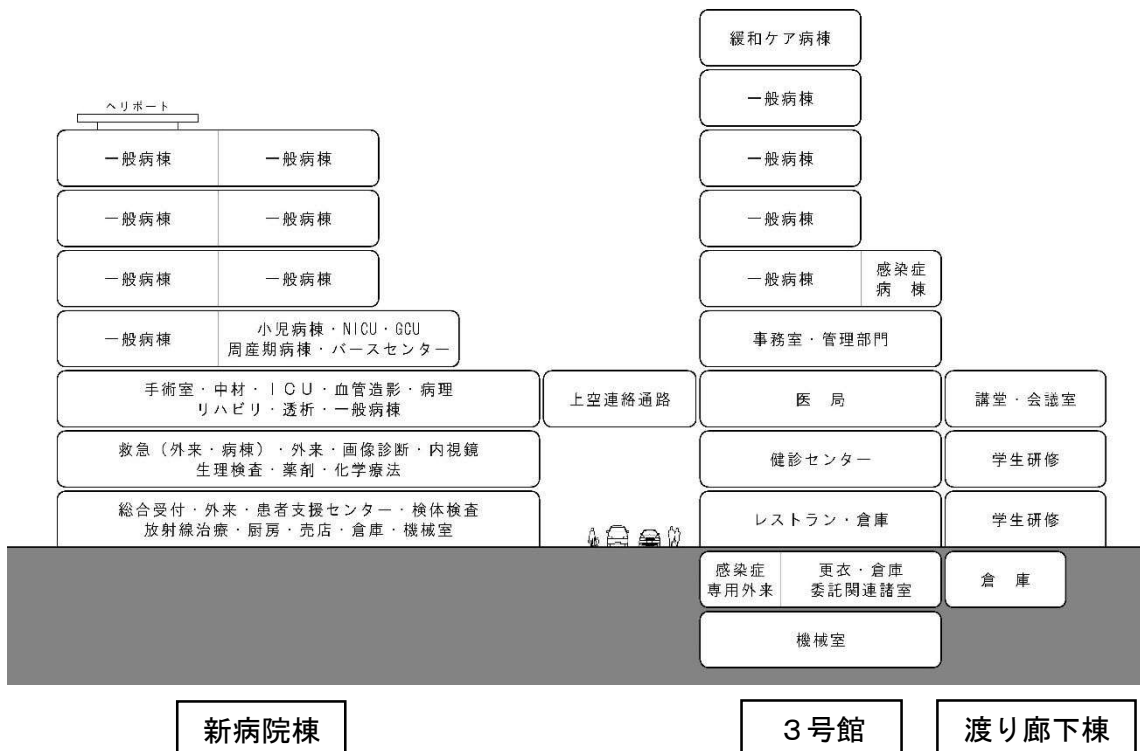 ヘリポート
一般病棟
一般病棟
一般病棟
一般病棟
一般病棟
一般病棟
一般病棟
小児病棟・NICU・GCU
周産期病棟・バースセンター
手術室・中材・ICU・血管造影・病理
リハビリ・透析・一般病棟
救急(外来・病棟)・外来・画像診断・内視鏡
生理検査・薬剤・化学療法
総合受付・外来・患者支援センター・検体検査
放射線治療・厨房・売店・倉庫・機械室
新病院棟
上空連絡通路
緩和ケア病棟
一般病棟
一般病棟
一般病棟
一般病棟
感染症
病 棟
事務室・管理部門
医 局
健診センター
レストラン・倉庫
感染症
専用外来
更衣・倉庫
委託関連諸室
機械室
3号館
講堂・会議室
学生研修
学生研修
倉 庫
渡り廊下棟